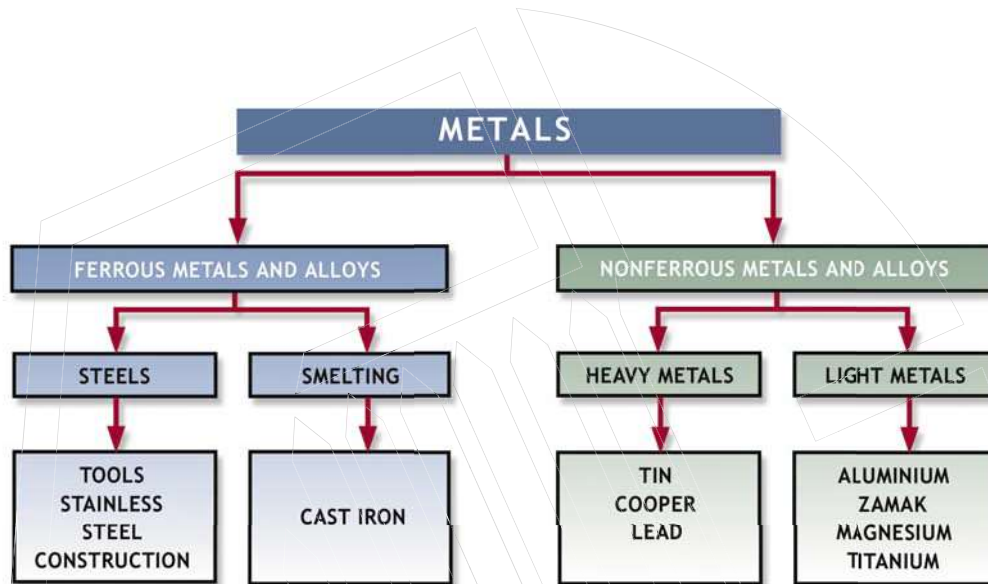 METALS
FERROUS METALS AND ALLOYS
NONFERROUS METALS AND ALLOYS
STEELS
SMELTING
HEAVY METALS
LIGHT METALS
TOOLS
STAINLESS
STEEL
CONSTRUCTION
CAST IRON
TIN
COOPER
LEAD
ALUMINIUM
ZAMAK
MAGNESIUM
TITANIUM